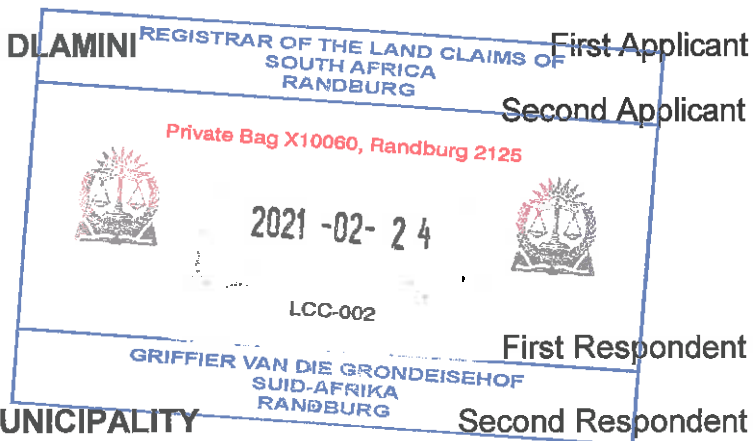 DLAMINI First Applicant
REGISTRAR OF THE LAND CLAIMS OF
SOUTH AFRICA
RANDBURG
Second Applicant
Private Bag X10060, Randburg 2125
2021 -02- 24
LCC-002
First Respondent
GRIFFIER VAN DIE GRONDEISEHOF
SUID-AFRIKA
RANDBURG
UNICIPALITY Second Respondent